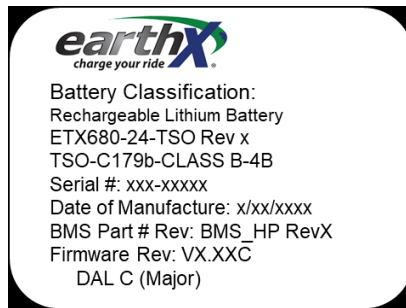 earthX
charge your ride
Battery Classification:
Rechargeable Lithium Battery
ETX680-24-TSO Rev x
TSO-C179b-CLASS B-4B
Serial #: xxx-xxxxx
Date of Manufacture: x/xx/xxxx
BMS Part # Rev: BMS_HP RevX
Firmware Rev: VX.XXC
DAL C (Major)